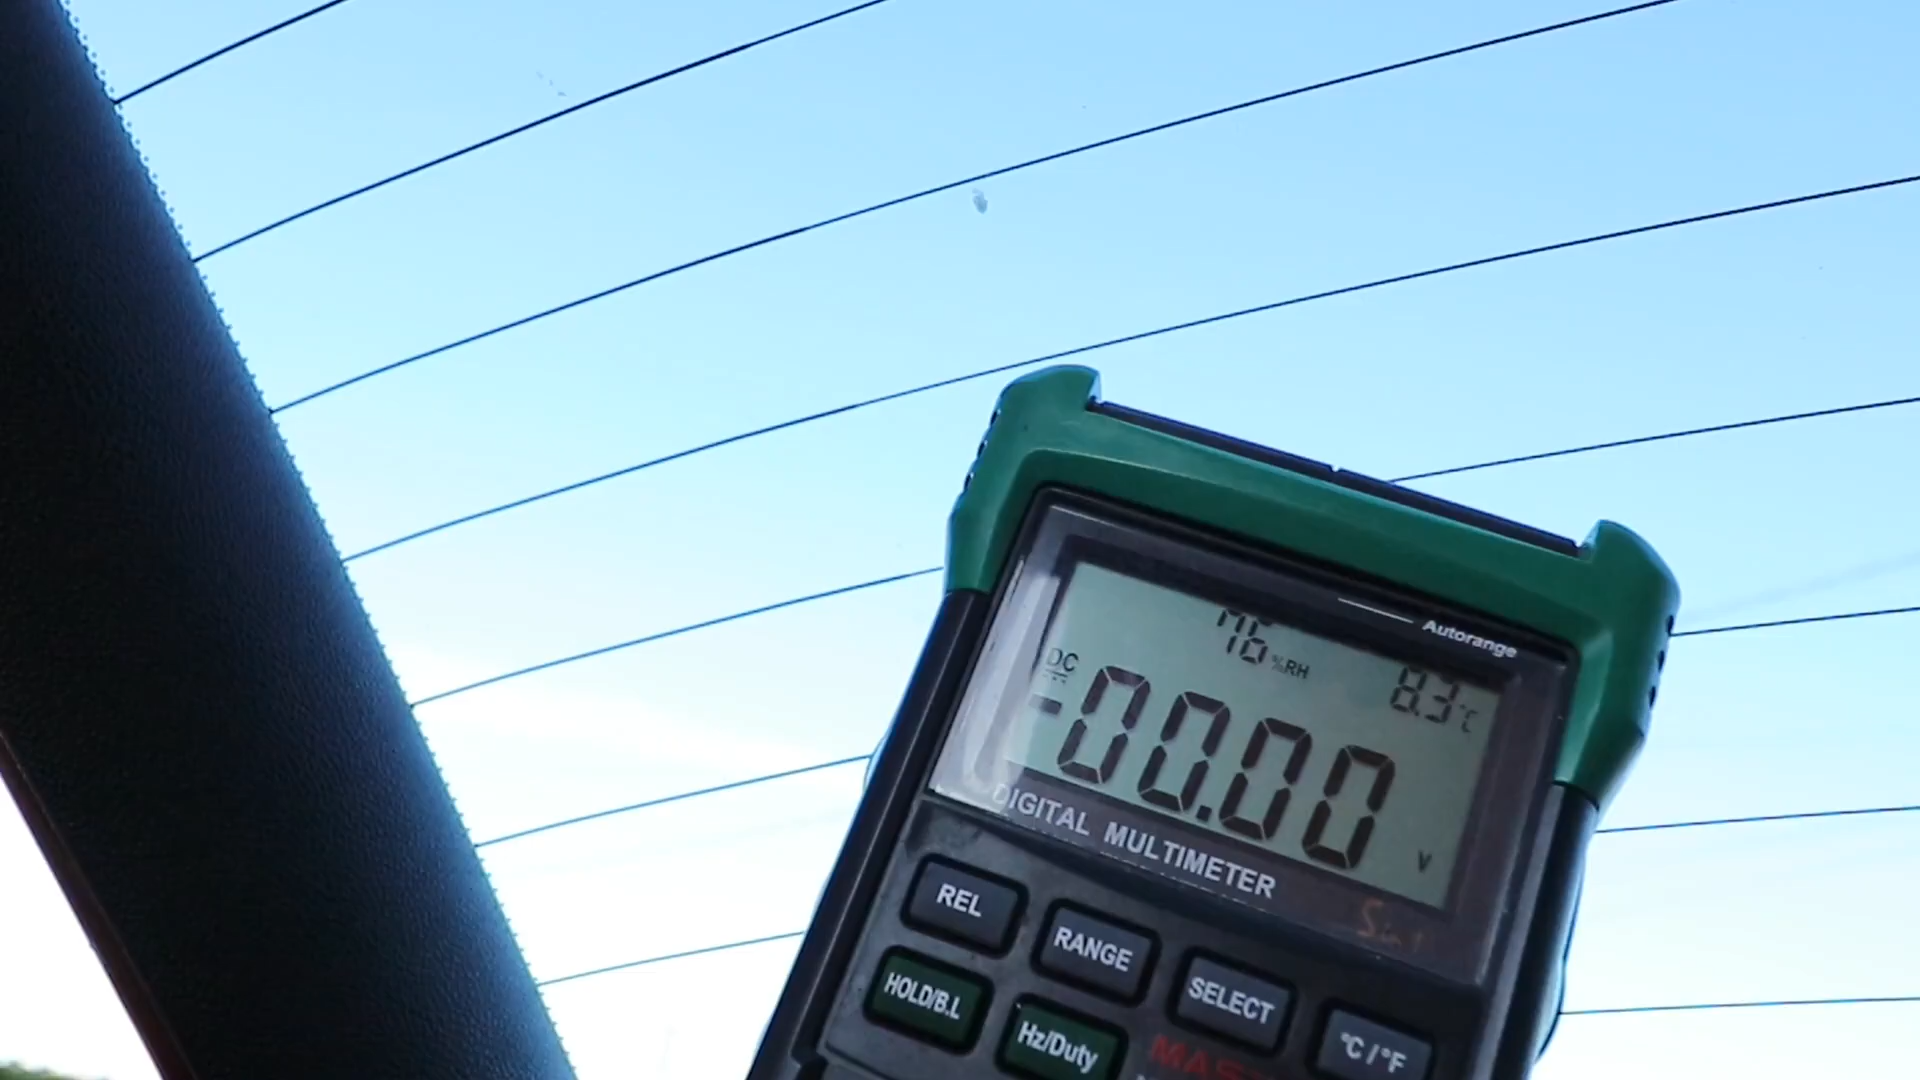 Autorange
76 %RH
8.3 °C
DC
-00.00
V
DIGITAL MULTIMETER
REL
RANGE
SELECT
°C / °F
HOLD/B.L
Hz/Duty